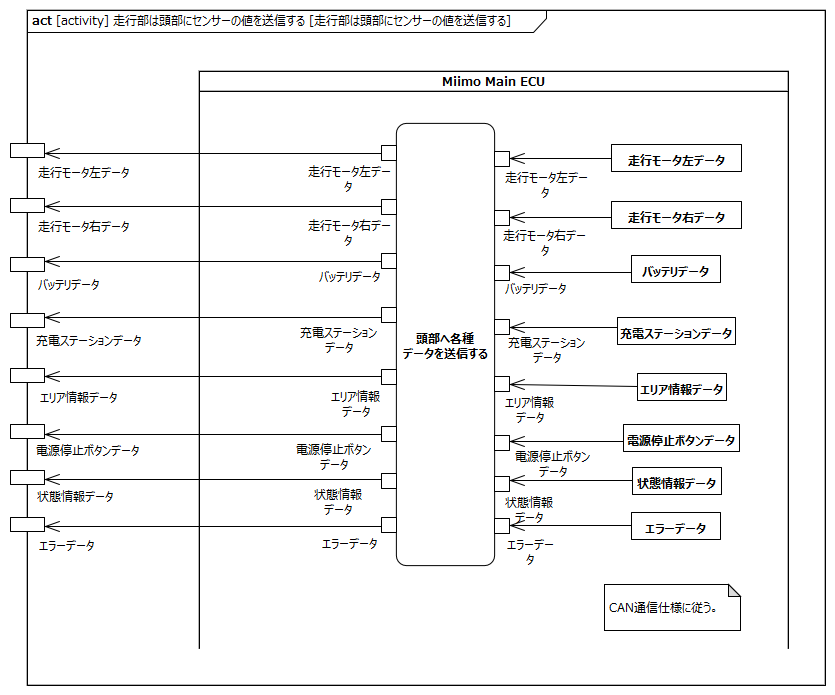 act [activity] 走行部は頭部にセンサーの値を送信する [走行部は頭部にセンサーの値を送信する]
Miimo Main ECU
走行モータ左データ
走行モータ左デー
タ
走行モータ左デー
タ
走行モータ左データ
走行モータ右データ
走行モータ右デー
タ
走行モータ右デー
タ
走行モータ右データ
バッテリデータ
バッテリデータ
バッテリデータ
バッテリデータ
充電ステーションデータ
充電ステーション
データ
頭部へ各種
データを送信する
充電ステーション
データ
充電ステーションデータ
エリア情報データ
エリア情報
データ
エリア情報
データ
エリア情報データ
電源停止ボタンデータ
電源停止ボタン
データ
電源停止ボタン
データ
電源停止ボタンデータ
状態情報データ
状態情報
データ
状態情報
データ
状態情報データ
エラーデータ
エラーデータ
エラーデー
タ
エラーデータ
CAN通信仕様に従う。